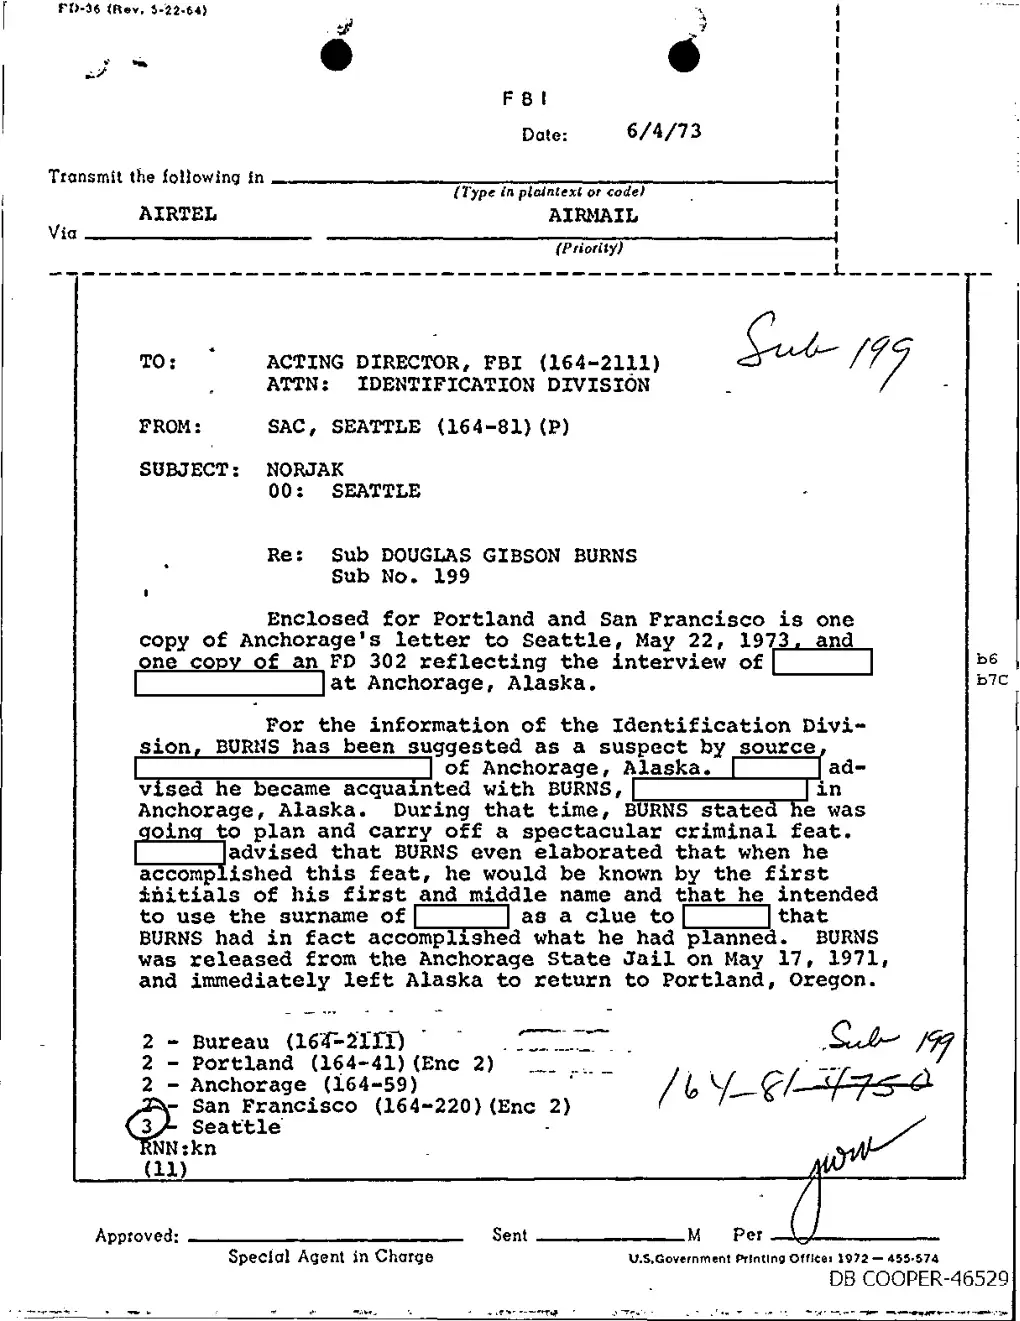 FD-36 (Rev. 5-22-64)
F B I
Date: 6/4/73
Transmit the following in
(Type in plaintext or code)
AIRTEL AIRMAIL
Via
(Priority)
Sub 199
TO: ACTING DIRECTOR, FBI (164-2111)
ATTN: IDENTIFICATION DIVISION
FROM: SAC, SEATTLE (164-81)(P)
SUBJECT: NORJAK
OO: SEATTLE
Re: Sub DOUGLAS GIBSON BURNS
Sub No. 199
Enclosed for Portland and San Francisco is one
copy of Anchorage's letter to Seattle, May 22, 1973, and
one copy of an FD 302 reflecting the interview of
b6
at Anchorage, Alaska.
b7C
For the information of the Identification Divi-
sion, BURNS has been suggested as a suspect by source,
of Anchorage, Alaska. ad-
vised he became acquainted with BURNS, in
Anchorage, Alaska. During that time, BURNS stated he was
going to plan and carry off a spectacular criminal feat.
advised that BURNS even elaborated that when he
accomplished this feat, he would be known by the first
initials of his first and middle name and that he intended
to use the surname of as a clue to that
BURNS had in fact accomplished what he had planned. BURNS
was released from the Anchorage State Jail on May 17, 1971,
and immediately left Alaska to return to Portland, Oregon.
2 - Bureau (164-2111)
2 - Portland (164-41)(Enc 2)
2 - Anchorage (164-59)
2 - San Francisco (164-220)(Enc 2)
3 - Seattle
RNN:kn
(11)
Sub 199
164-81-4750
Approved: Sent M Per
Special Agent in Charge
U.S.Government Printing Office: 1972 — 455-574
DB COOPER-46529